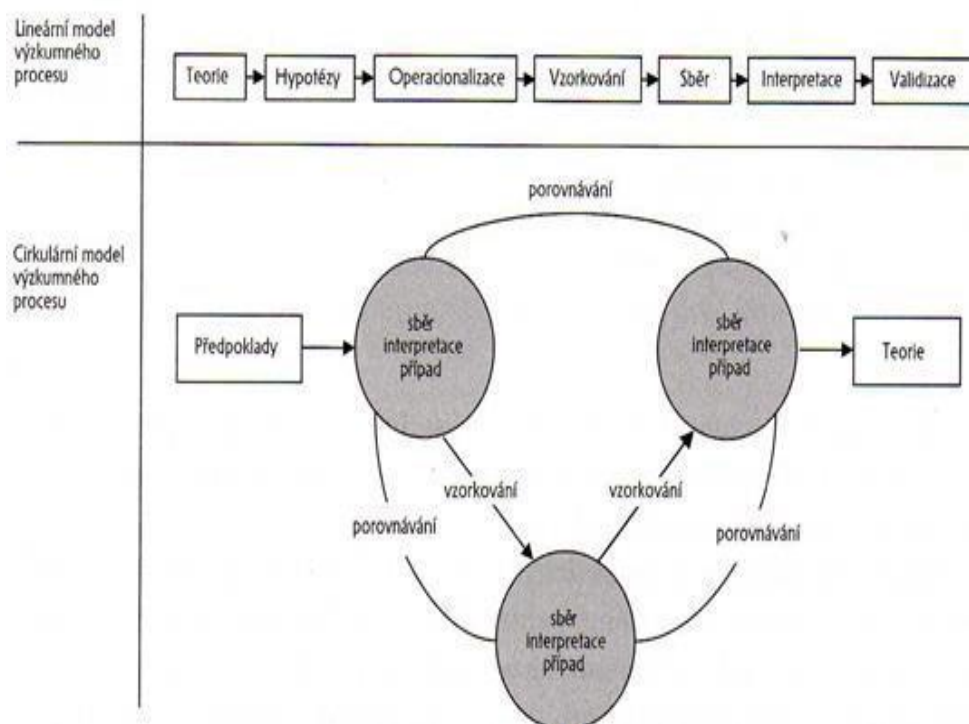 Lineární model
výzkumného
procesu
Teorie
Hypotézy
Operacionalizace
Vzorkování
Sběr
Interpretace
Validizace
porovnávání
Cirkulární model
výzkumného
procesu
Předpoklady
sběr
interpretace
případ
sběr
interpretace
případ
Teorie
vzorkování
vzorkování
porovnávání
porovnávání
sběr
interpretace
případ